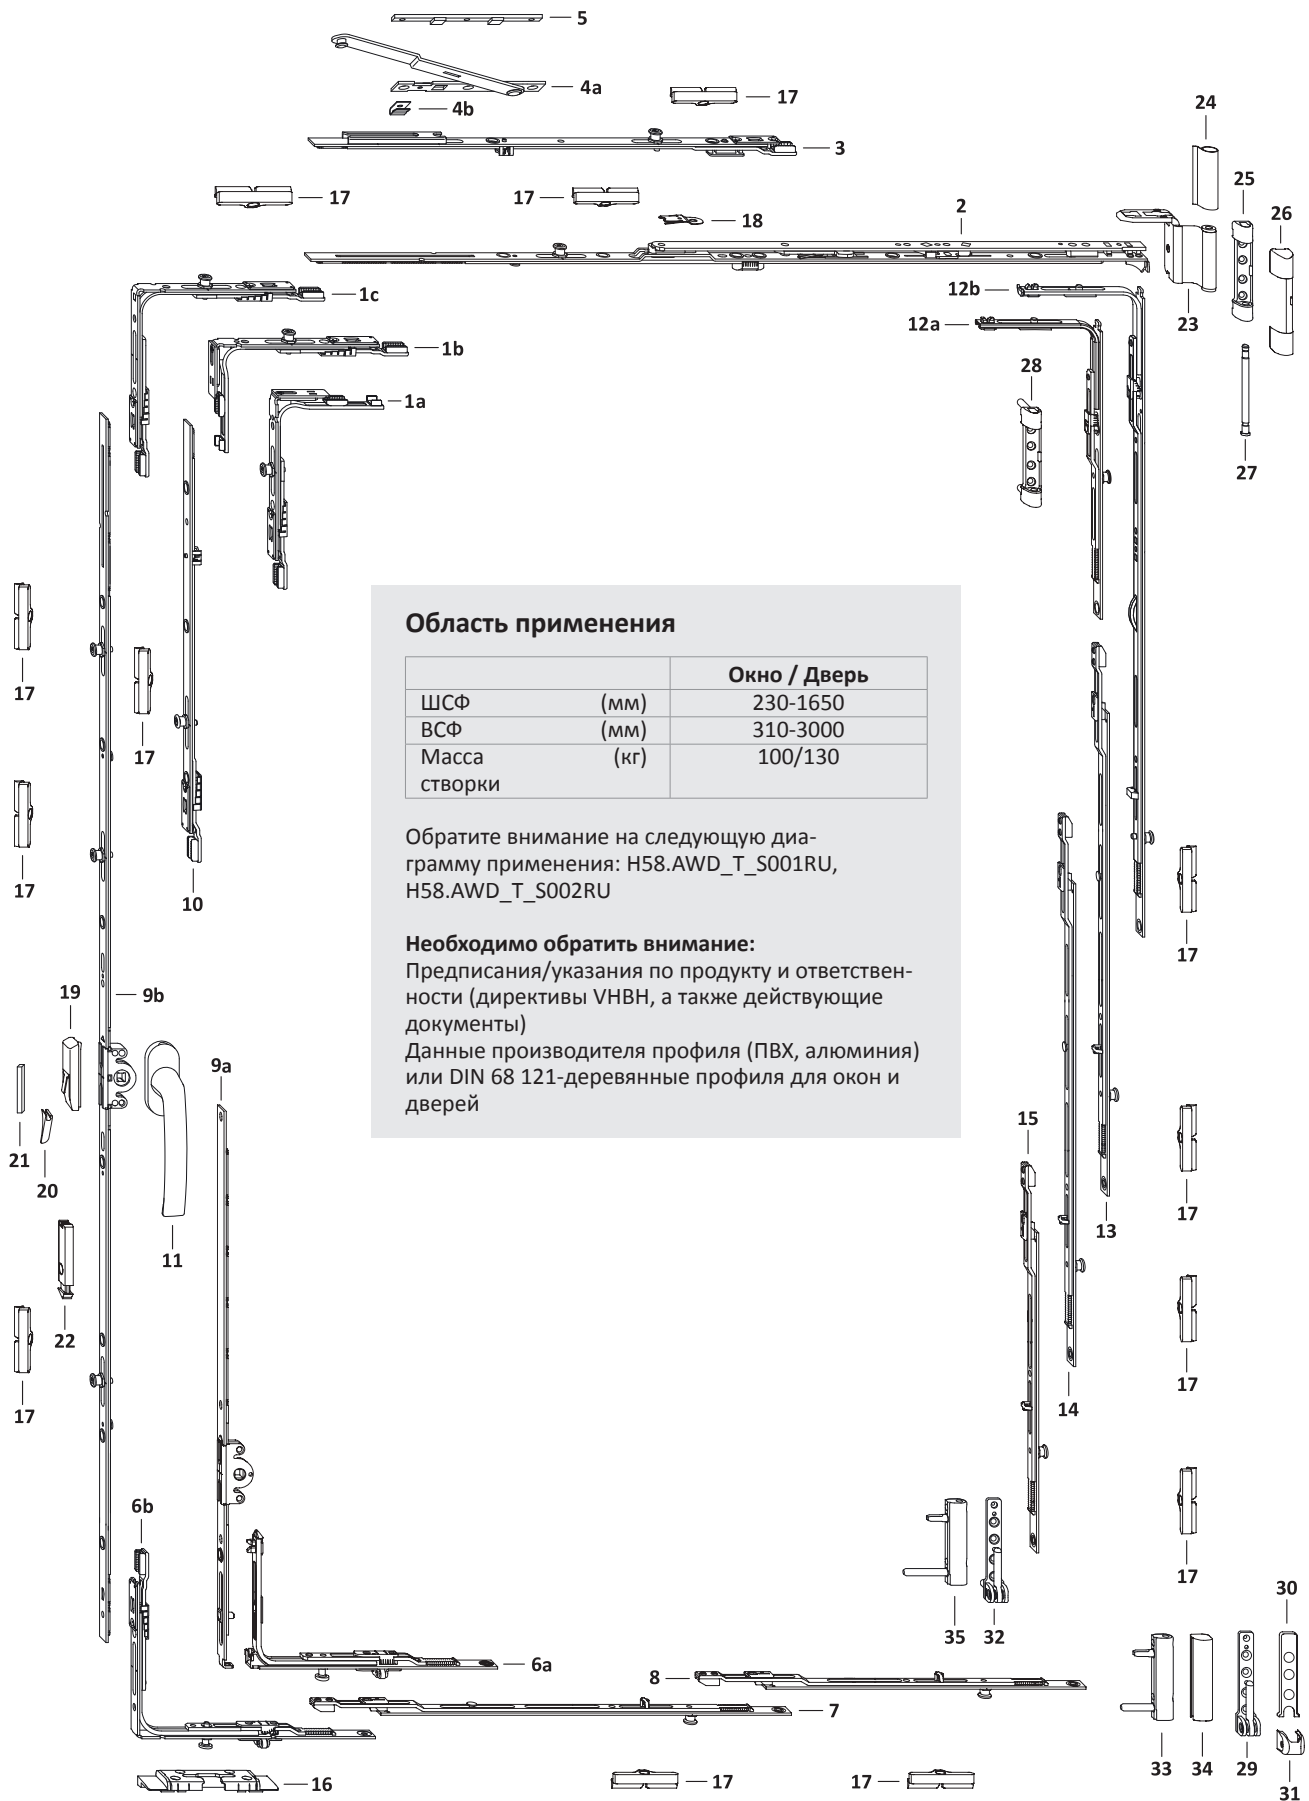 5
4a
17
4b
24
3
25
17
17
2
26
18
12b
1c
23
12a
1b
28
1a
27
Область применения
Окно / Дверь
ШСФ (мм) 230-1650
17
17
ВСФ (мм) 310-3000
Масса (кг) 100/130
створки
Обратите внимание на следующую диа-
грамму применения: H58.AWD_T_S001RU,
17
10
H58.AWD_T_S002RU
Необходимо обратить внимание:
17
Предписания/указания по продукту и ответствен-
19
9b
ности (директивы VHBH, а также действующие
документы)
Данные производителя профиля (ПВХ, алюминия)
9a
или DIN 68 121-деревянные профиля для окон и
дверей
15
21
20
17
13
11
22
17
17
14
6b
17
30
35
32
6a
8
7
33
34
29
16
17
17
31